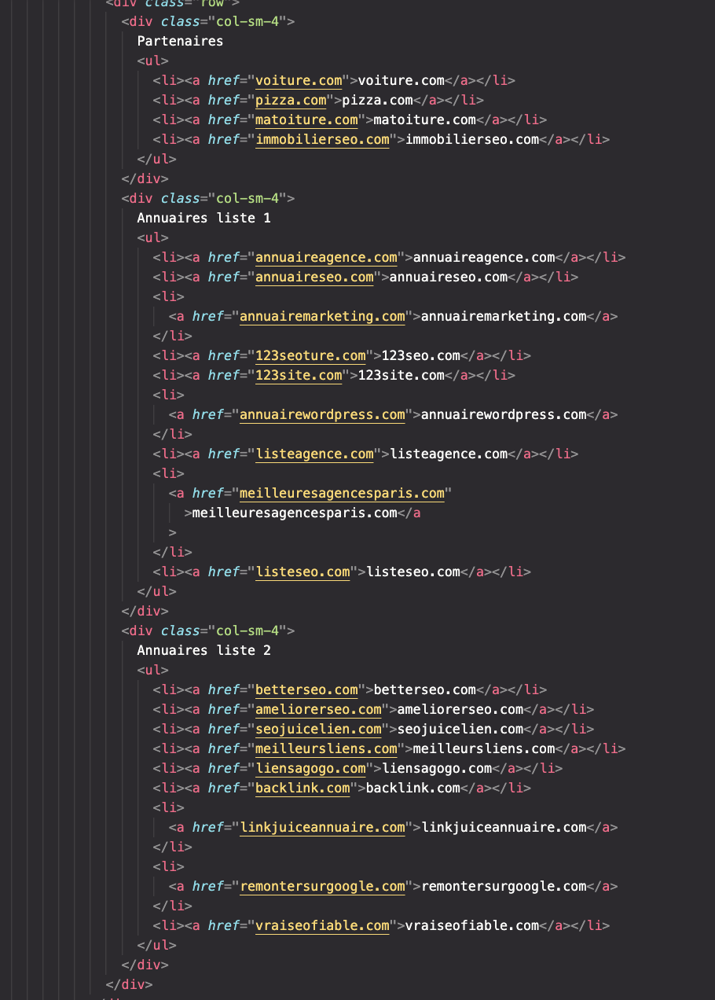 <div class="row">
<div class="col-sm-4">
Partenaires
<ul>
<li><a href="voiture.com">voiture.com</a></li>
<li><a href="pizza.com">pizza.com</a></li>
<li><a href="matoiture.com">matoiture.com</a></li>
<li><a href="immobilierseo.com">immobilierseo.com</a></li>
</ul>
</div>
<div class="col-sm-4">
Annuaires liste 1
<ul>
<li><a href="annuaireagence.com">annuaireagence.com</a></li>
<li><a href="annuaireseo.com">annuaireseo.com</a></li>
<li>
<a href="annuairemarketing.com">annuairemarketing.com</a>
</li>
<li><a href="123seoture.com">123seo.com</a></li>
<li><a href="123site.com">123site.com</a></li>
<li>
<a href="annuairewordpress.com">annuairewordpress.com</a>
</li>
<li><a href="listeagence.com">listeagence.com</a></li>
<li>
<a href="meilleuresagencesparis.com"
>meilleuresagencesparis.com</a
>
</li>
<li><a href="listeseo.com">listeseo.com</a></li>
</ul>
</div>
<div class="col-sm-4">
Annuaires liste 2
<ul>
<li><a href="betterseo.com">betterseo.com</a></li>
<li><a href="ameliorerseo.com">ameliorerseo.com</a></li>
<li><a href="seojuicelien.com">seojuicelien.com</a></li>
<li><a href="meilleursliens.com">meilleursliens.com</a></li>
<li><a href="liensagogo.com">liensagogo.com</a></li>
<li><a href="backlink.com">backlink.com</a></li>
<li>
<a href="linkjuiceannuaire.com">linkjuiceannuaire.com</a>
</li>
<li>
<a href="remontersurgoogle.com">remontersurgoogle.com</a>
</li>
<li><a href="vraiseofiable.com">vraiseofiable.com</a></li>
</ul>
</div>
</div>